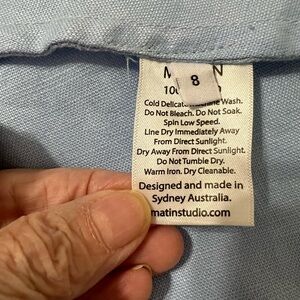 8
Cold Delicate Machine Wash.
Do Not Bleach. Do Not Soak.
Spin Low Speed.
Line Dry Immediately Away
From Direct Sunlight.
Dry Away From Direct Sunlight.
Do Not Tumble Dry.
Warm Iron. Dry Cleanable.
Designed and made in
Sydney Australia.
matinstudio.com